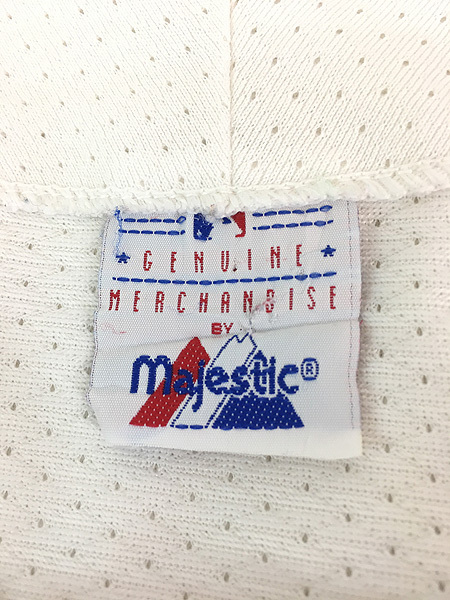 * GENUINE *
MERCHANDISE
BY
Majestic®